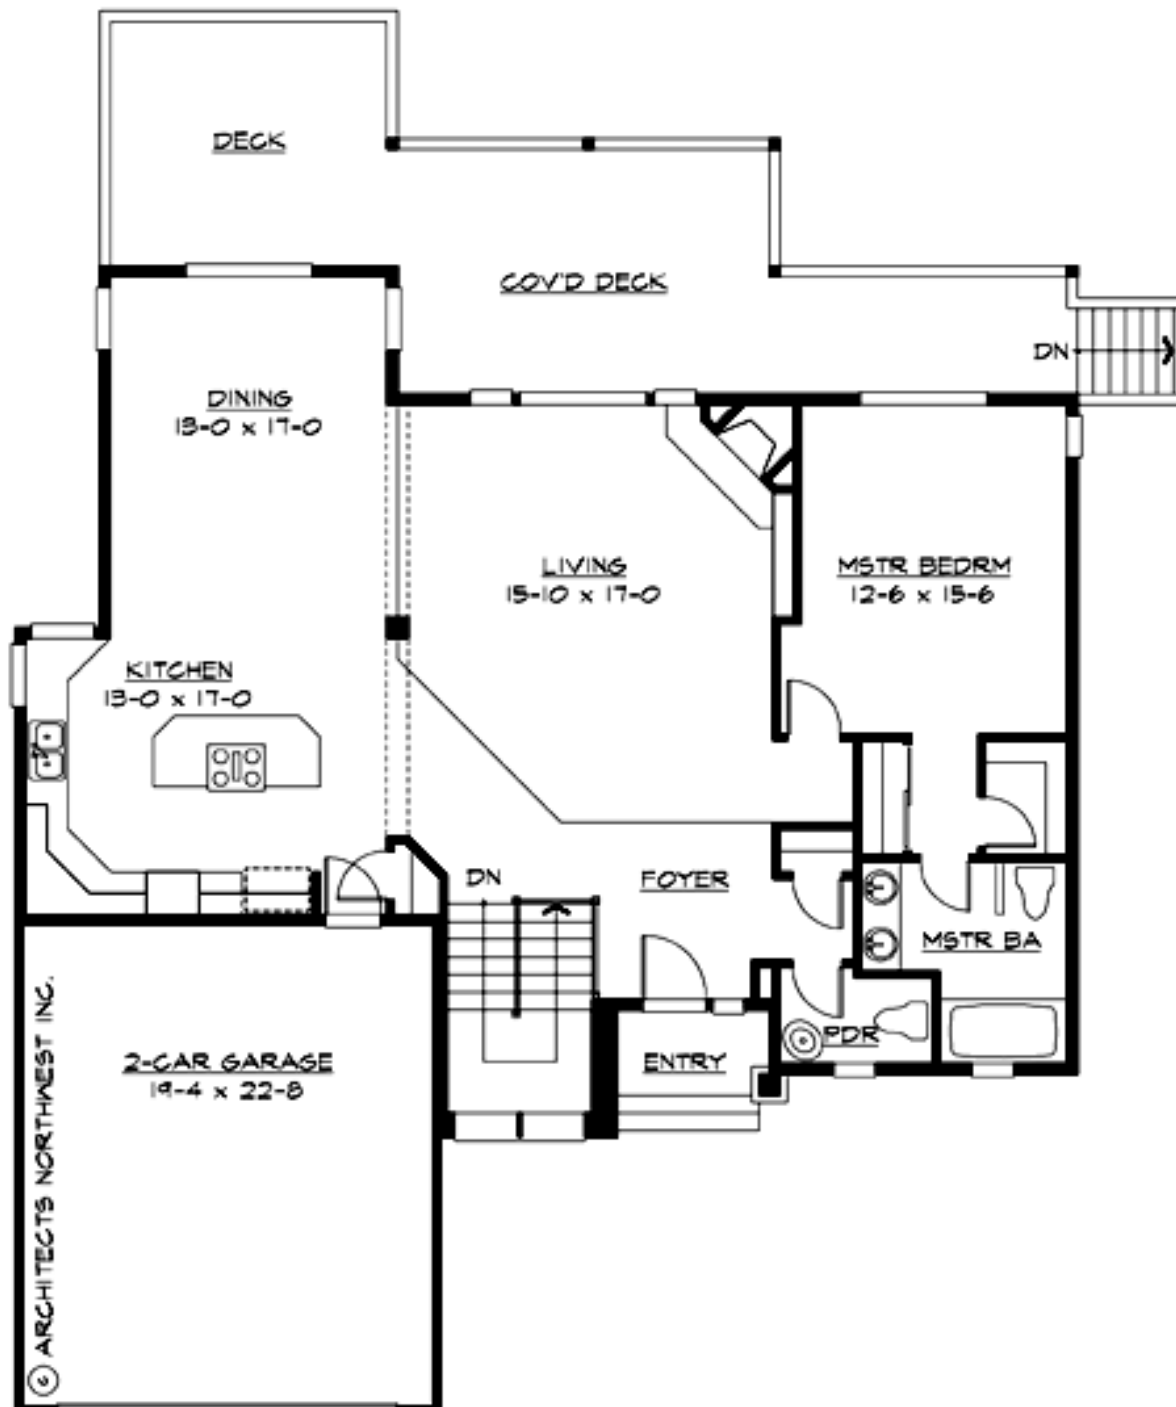 DECK
COV'D DECK
DN
DINING
13-0 x 17-0
LIVING
15-10 x 17-0
MSTR BEDRM
12-6 x 15-6
KITCHEN
13-0 x 17-0
DN
FOYER
MSTR BA
PDR
ENTRY
2-CAR GARAGE
19-4 x 22-8
© ARCHITECTS NORTHWEST INC.